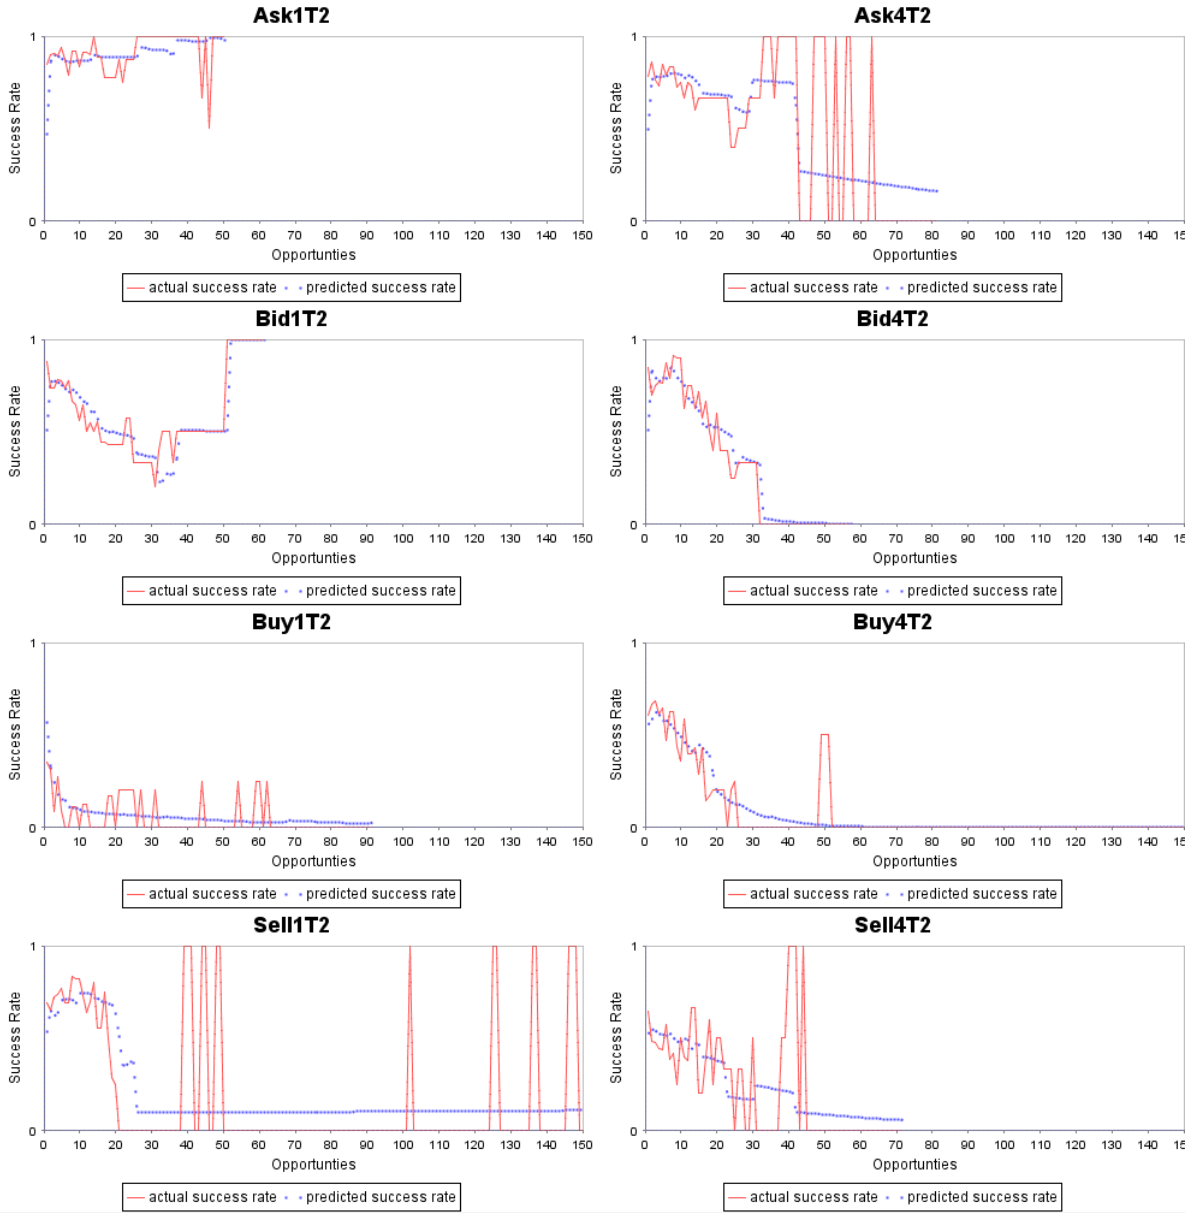 Ask1T2
1
Success Rate
0
0 10 20 30 40 50 60 70 80 90 100 110 120 130 140 150
Opportunties
actual success rate predicted success rate
Ask4T2
1
Success Rate
0
0 10 20 30 40 50 60 70 80 90 100 110 120 130 140 15
Opportunties
actual success rate predicted success rate
Bid1T2
1
Success Rate
0
0 10 20 30 40 50 60 70 80 90 100 110 120 130 140 150
Opportunties
actual success rate predicted success rate
Bid4T2
1
Success Rate
0
0 10 20 30 40 50 60 70 80 90 100 110 120 130 140 15
Opportunties
actual success rate predicted success rate
Buy1T2
1
Success Rate
0
0 10 20 30 40 50 60 70 80 90 100 110 120 130 140 150
Opportunties
actual success rate predicted success rate
Buy4T2
1
Success Rate
0
0 10 20 30 40 50 60 70 80 90 100 110 120 130 140 15
Opportunties
actual success rate predicted success rate
Sell1T2
1
Success Rate
0
0 10 20 30 40 50 60 70 80 90 100 110 120 130 140 150
Opportunties
actual success rate predicted success rate
Sell4T2
1
Success Rate
0
0 10 20 30 40 50 60 70 80 90 100 110 120 130 140 15
Opportunties
actual success rate predicted success rate